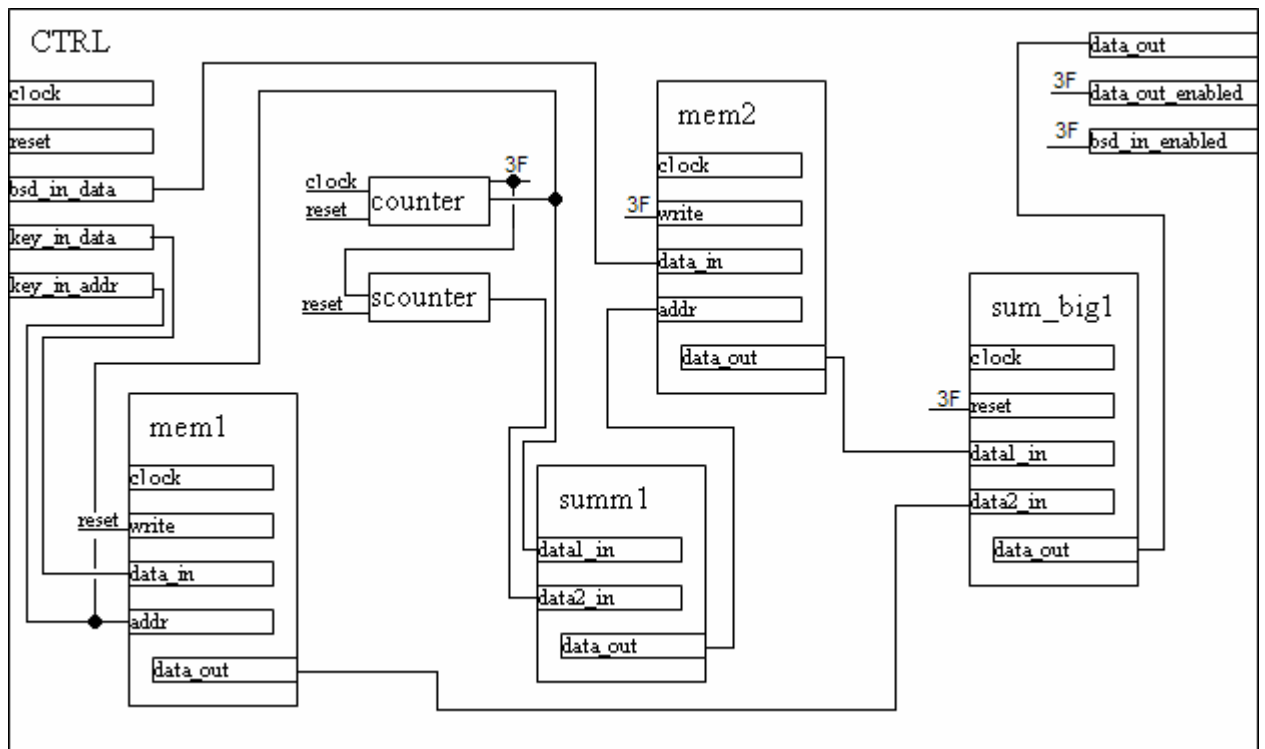 CTRL
clock
reset
bsd_in_data
key_in_data
key_in_addr
clock
reset
counter
3F
reset
scounter
mem1
clock
reset
write
data_in
addr
data_out
summ1
data1_in
data2_in
data_out
mem2
clock
3F
write
data_in
addr
data_out
sum_big1
clock
3F
reset
data1_in
data2_in
data_out
data_out
3F
data_out_enabled
3F
bsd_in_enabled